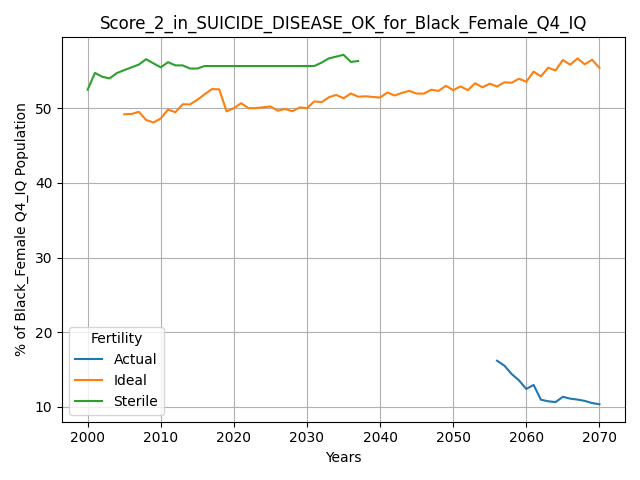 Score_2_in_SUICIDE_DISEASE_OK_for_Black_Female_Q4_IQ
% of Black_Female Q4_IQ Population
50
40
30
20
10
Fertility
Actual
Ideal
Sterile
2000 2010 2020 2030 2040 2050 2060 2070
Years